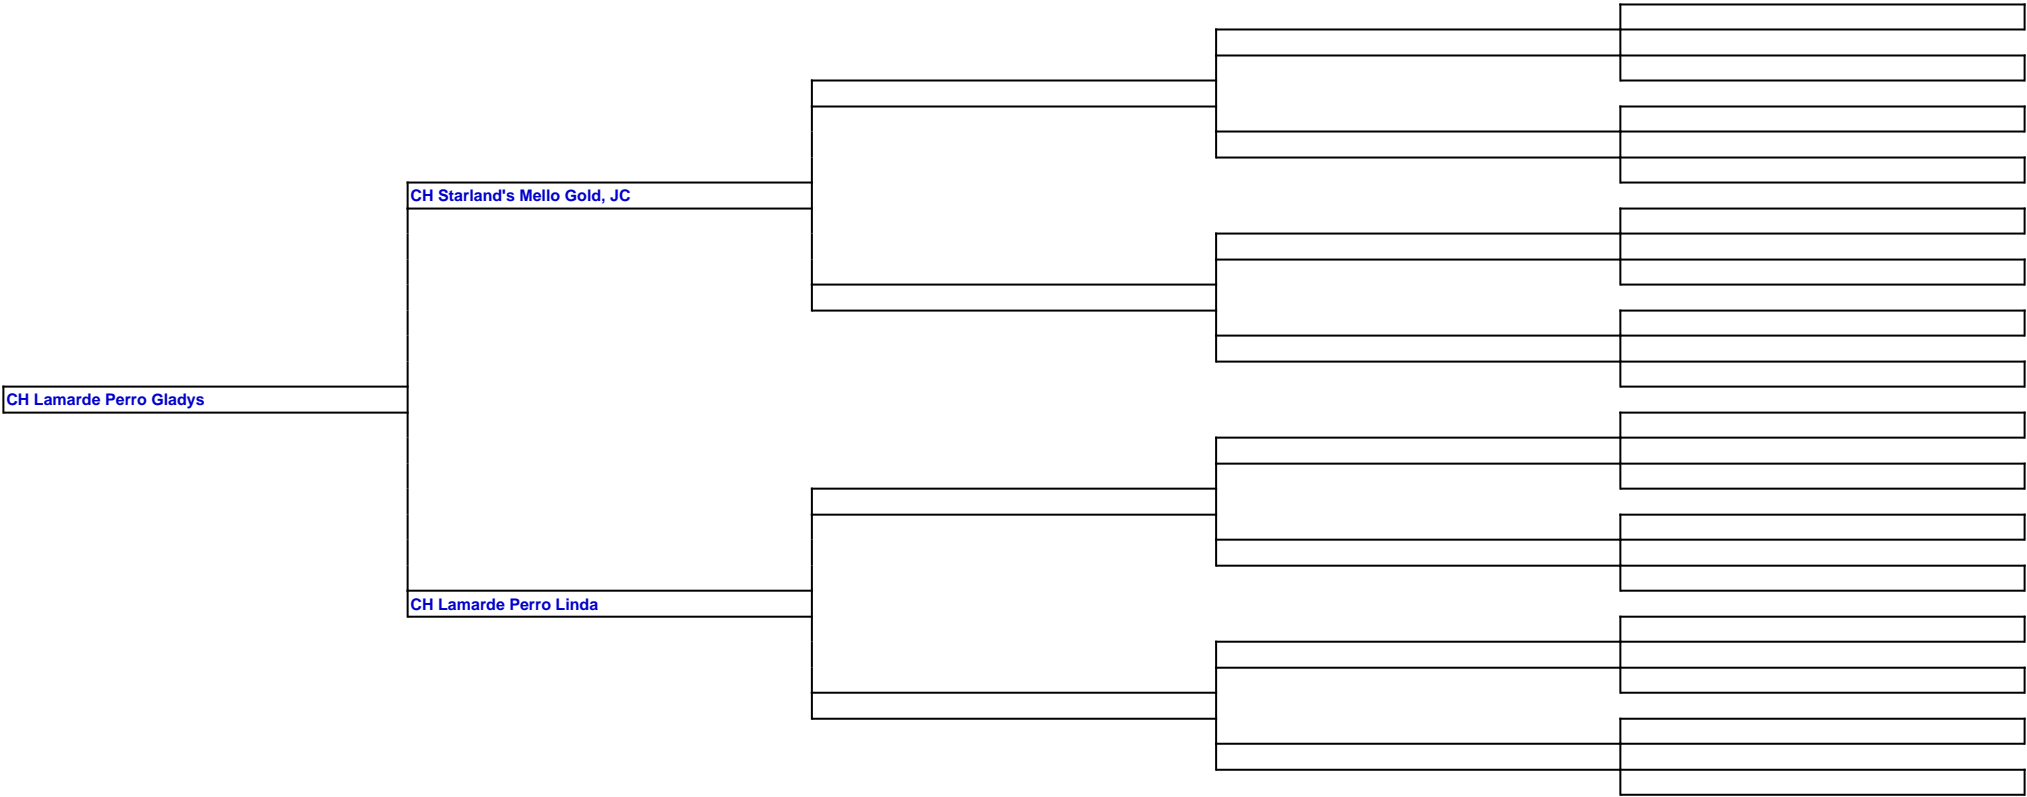 CH Starland's Mello Gold, JC
CH Lamarde Perro Gladys
CH Lamarde Perro Linda